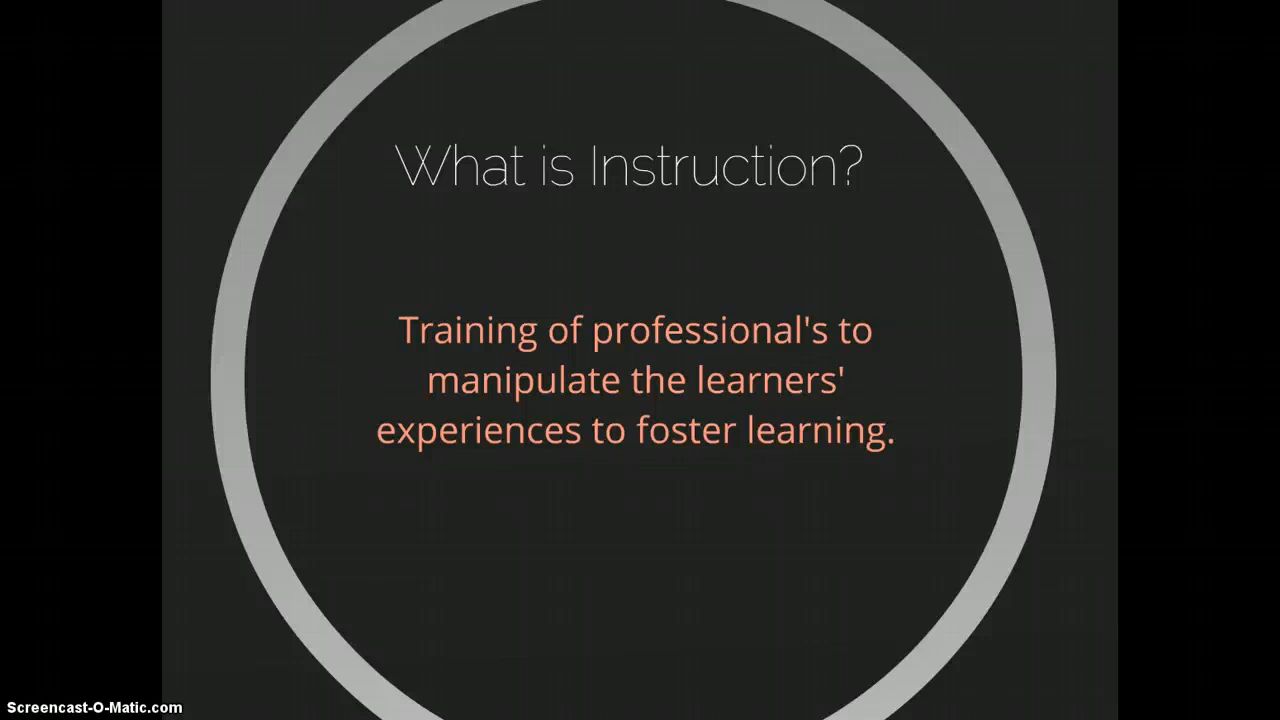 What is Instruction?
Training of professional's to
manipulate the learners'
experiences to foster learning.
Screencast-O-Matic.com